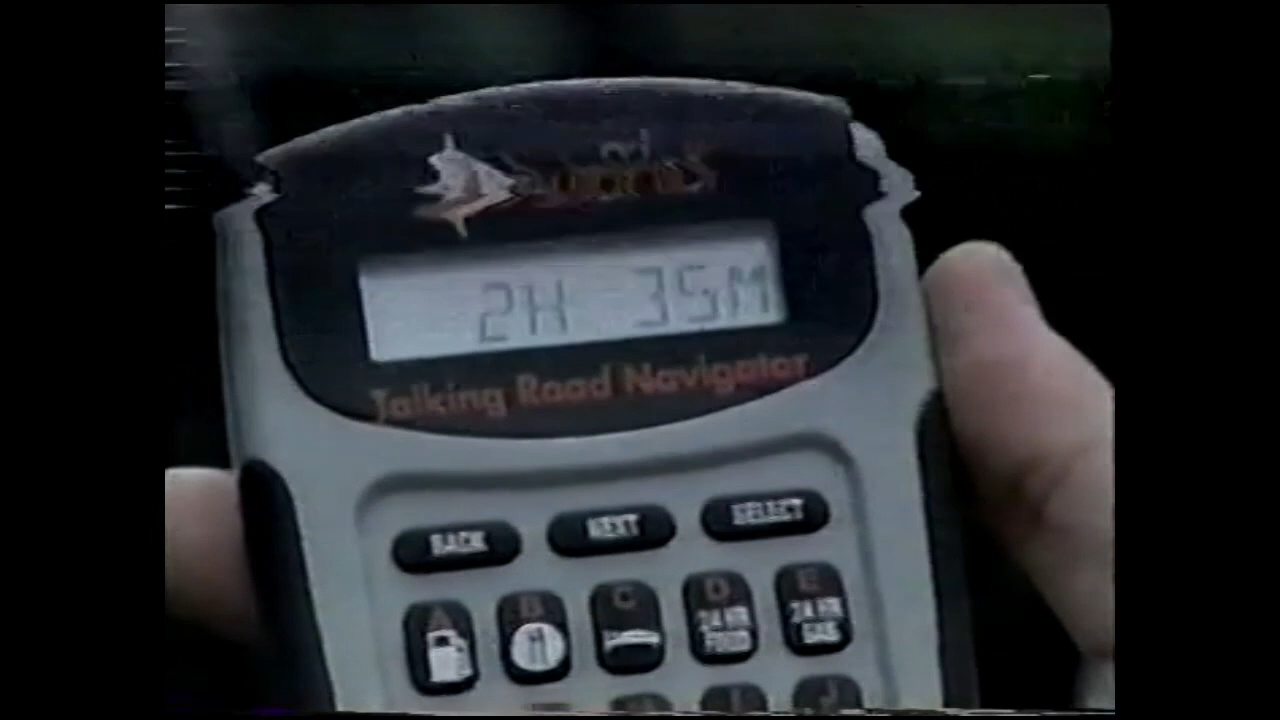 2H 35M
Talking Road Navigator
BACK NEXT SELECT
A B C D E
24 HR FOOD
24 HR GAS